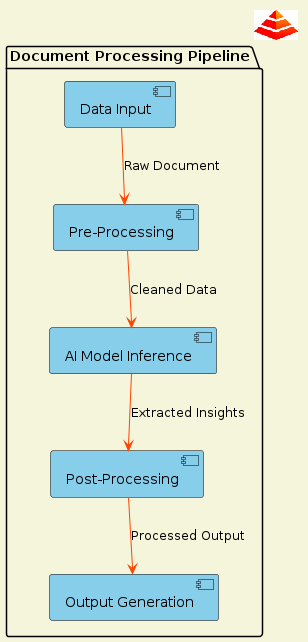 Document Processing Pipeline
Data Input
Raw Document
Pre-Processing
Cleaned Data
AI Model Inference
Extracted Insights
Post-Processing
Processed Output
Output Generation